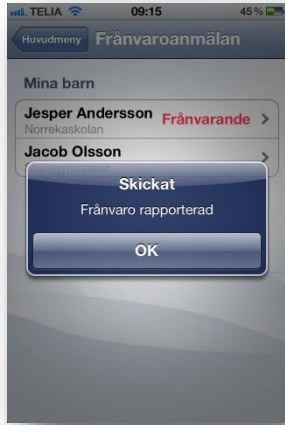 TELIA 09:15 45 %
Huvudmeny Frånvaroanmälan
Mina barn
Jesper Andersson Frånvarande
Norrekaskolan
Jacob Olsson
Skickat
Frånvaro rapporterad
OK